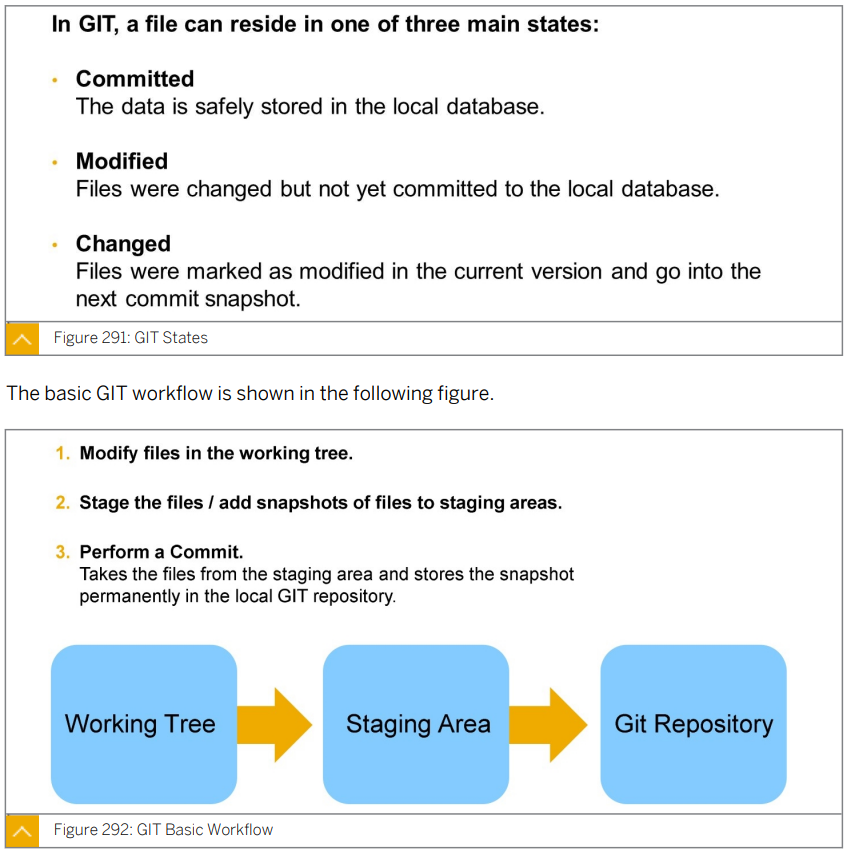 In GIT, a file can reside in one of three main states:
• Committed
The data is safely stored in the local database.
• Modified
Files were changed but not yet committed to the local database.
• Changed
Files were marked as modified in the current version and go into the
next commit snapshot.
Figure 291: GIT States
The basic GIT workflow is shown in the following figure.
1. Modify files in the working tree.
2. Stage the files / add snapshots of files to staging areas.
3. Perform a Commit.
Takes the files from the staging area and stores the snapshot
permanently in the local GIT repository.
Working Tree
Staging Area
Git Repository
Figure 292: GIT Basic Workflow